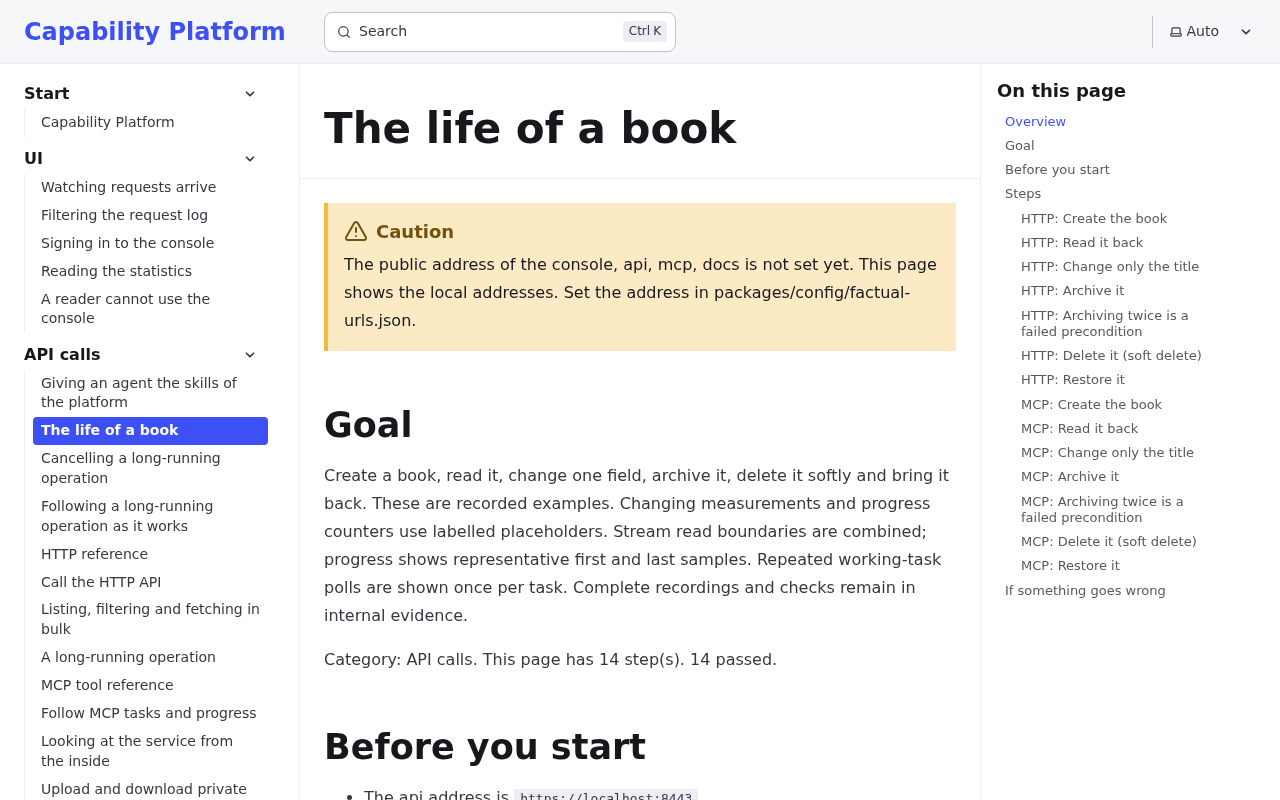 Capability Platform
Search
Ctrl K
Auto
Start
Capability Platform
UI
Watching requests arrive
Filtering the request log
Signing in to the console
Reading the statistics
A reader cannot use the
console
API calls
Giving an agent the skills of
the platform
The life of a book
Cancelling a long-running
operation
Following a long-running
operation as it works
HTTP reference
Call the HTTP API
Listing, filtering and fetching in
bulk
A long-running operation
MCP tool reference
Follow MCP tasks and progress
Looking at the service from
the inside
Upload and download private
The life of a book
Caution
The public address of the console, api, mcp, docs is not set yet. This page
shows the local addresses. Set the address in packages/config/factual-
urls.json.
Goal
Create a book, read it, change one field, archive it, delete it softly and bring it
back. These are recorded examples. Changing measurements and progress
counters use labelled placeholders. Stream read boundaries are combined;
progress shows representative first and last samples. Repeated working-task
polls are shown once per task. Complete recordings and checks remain in
internal evidence.
Category: API calls. This page has 14 step(s). 14 passed.
Before you start
• The api address is https://localhost:8443
On this page
Overview
Goal
Before you start
Steps
HTTP: Create the book
HTTP: Read it back
HTTP: Change only the title
HTTP: Archive it
HTTP: Archiving twice is a
failed precondition
HTTP: Delete it (soft delete)
HTTP: Restore it
MCP: Create the book
MCP: Read it back
MCP: Change only the title
MCP: Archive it
MCP: Archiving twice is a
failed precondition
MCP: Delete it (soft delete)
MCP: Restore it
If something goes wrong